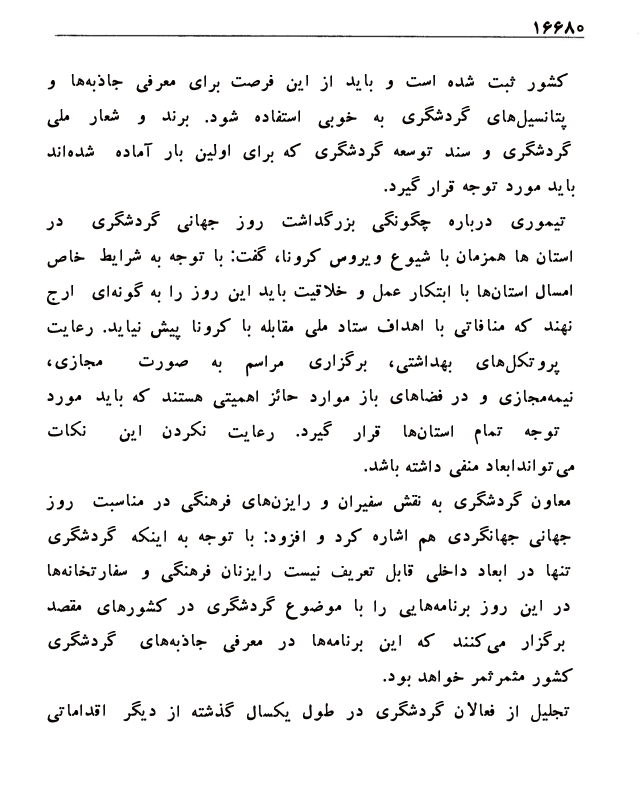 ۱۶۶۸۰
کشور ثبت شده است و باید از این فرصت برای معرفی جاذبه‌ها و
پتانسیل‌های گردشگری به خوبی استفاده شود. برند و شعار ملی
گردشگری و سند توسعه گردشگری که برای اولین بار آماده شده‌اند
باید مورد توجه قرار گیرد.
تیموری درباره چگونگی بزرگداشت روز جهانی گردشگری در
استان ها همزمان با شیوع ویروس کرونا، گفت: با توجه به شرایط خاص
امسال استان‌ها با ابتکار عمل و خلاقیت باید این روز را به گونه‌ای ارج
نهند که منافاتی با اهداف ستاد ملی مقابله با کرونا پیش نیاید. رعایت
پروتکل‌های بهداشتی، برگزاری مراسم به صورت مجازی،
نیمه‌مجازی و در فضاهای باز موارد حائز اهمیتی هستند که باید مورد
توجه تمام استان‌ها قرار گیرد. رعایت نکردن این نکات
می‌تواندابعاد منفی داشته باشد.
معاون گردشگری به نقش سفیران و رایزن‌های فرهنگی در مناسبت روز
جهانی جهانگردی هم اشاره کرد و افزود: با توجه به اینکه گردشگری
تنها در ابعاد داخلی قابل تعریف نیست رایزنان فرهنگی و سفارتخانه‌ها
در این روز برنامه‌هایی را با موضوع گردشگری در کشورهای مقصد
برگزار می‌کنند که این برنامه‌ها در معرفی جاذبه‌های گردشگری
کشور مثمرثمر خواهد بود.
تجلیل از فعالان گردشگری در طول یکسال گذشته از دیگر اقداماتی